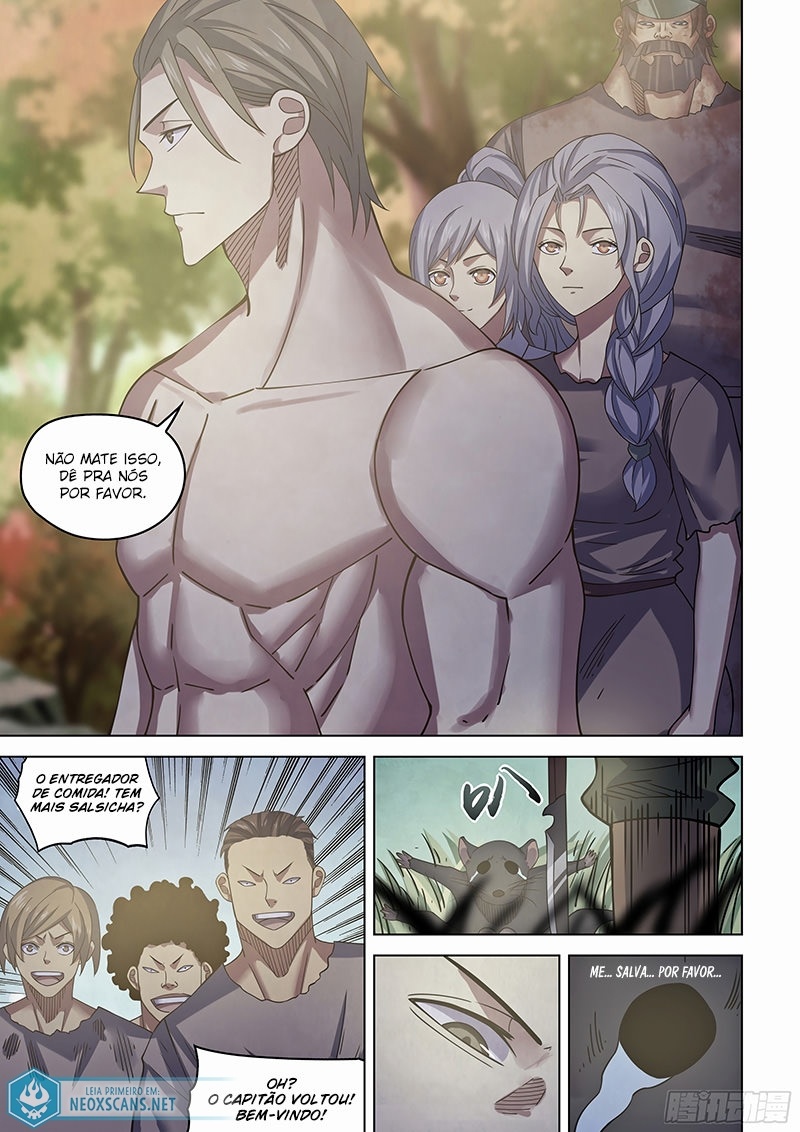 NÃO MATE ISSO,
DÊ PRA NÓS
POR FAVOR.
O ENTREGADOR
DE COMIDA! TEM
MAIS SALSICHA?
ME... SALVA... POR FAVOR...
OH?
O CAPITÃO VOLTOU!
BEM-VINDO!
LEIA PRIMEIRO EM:
NEOXSCANS.NET
腾讯动漫